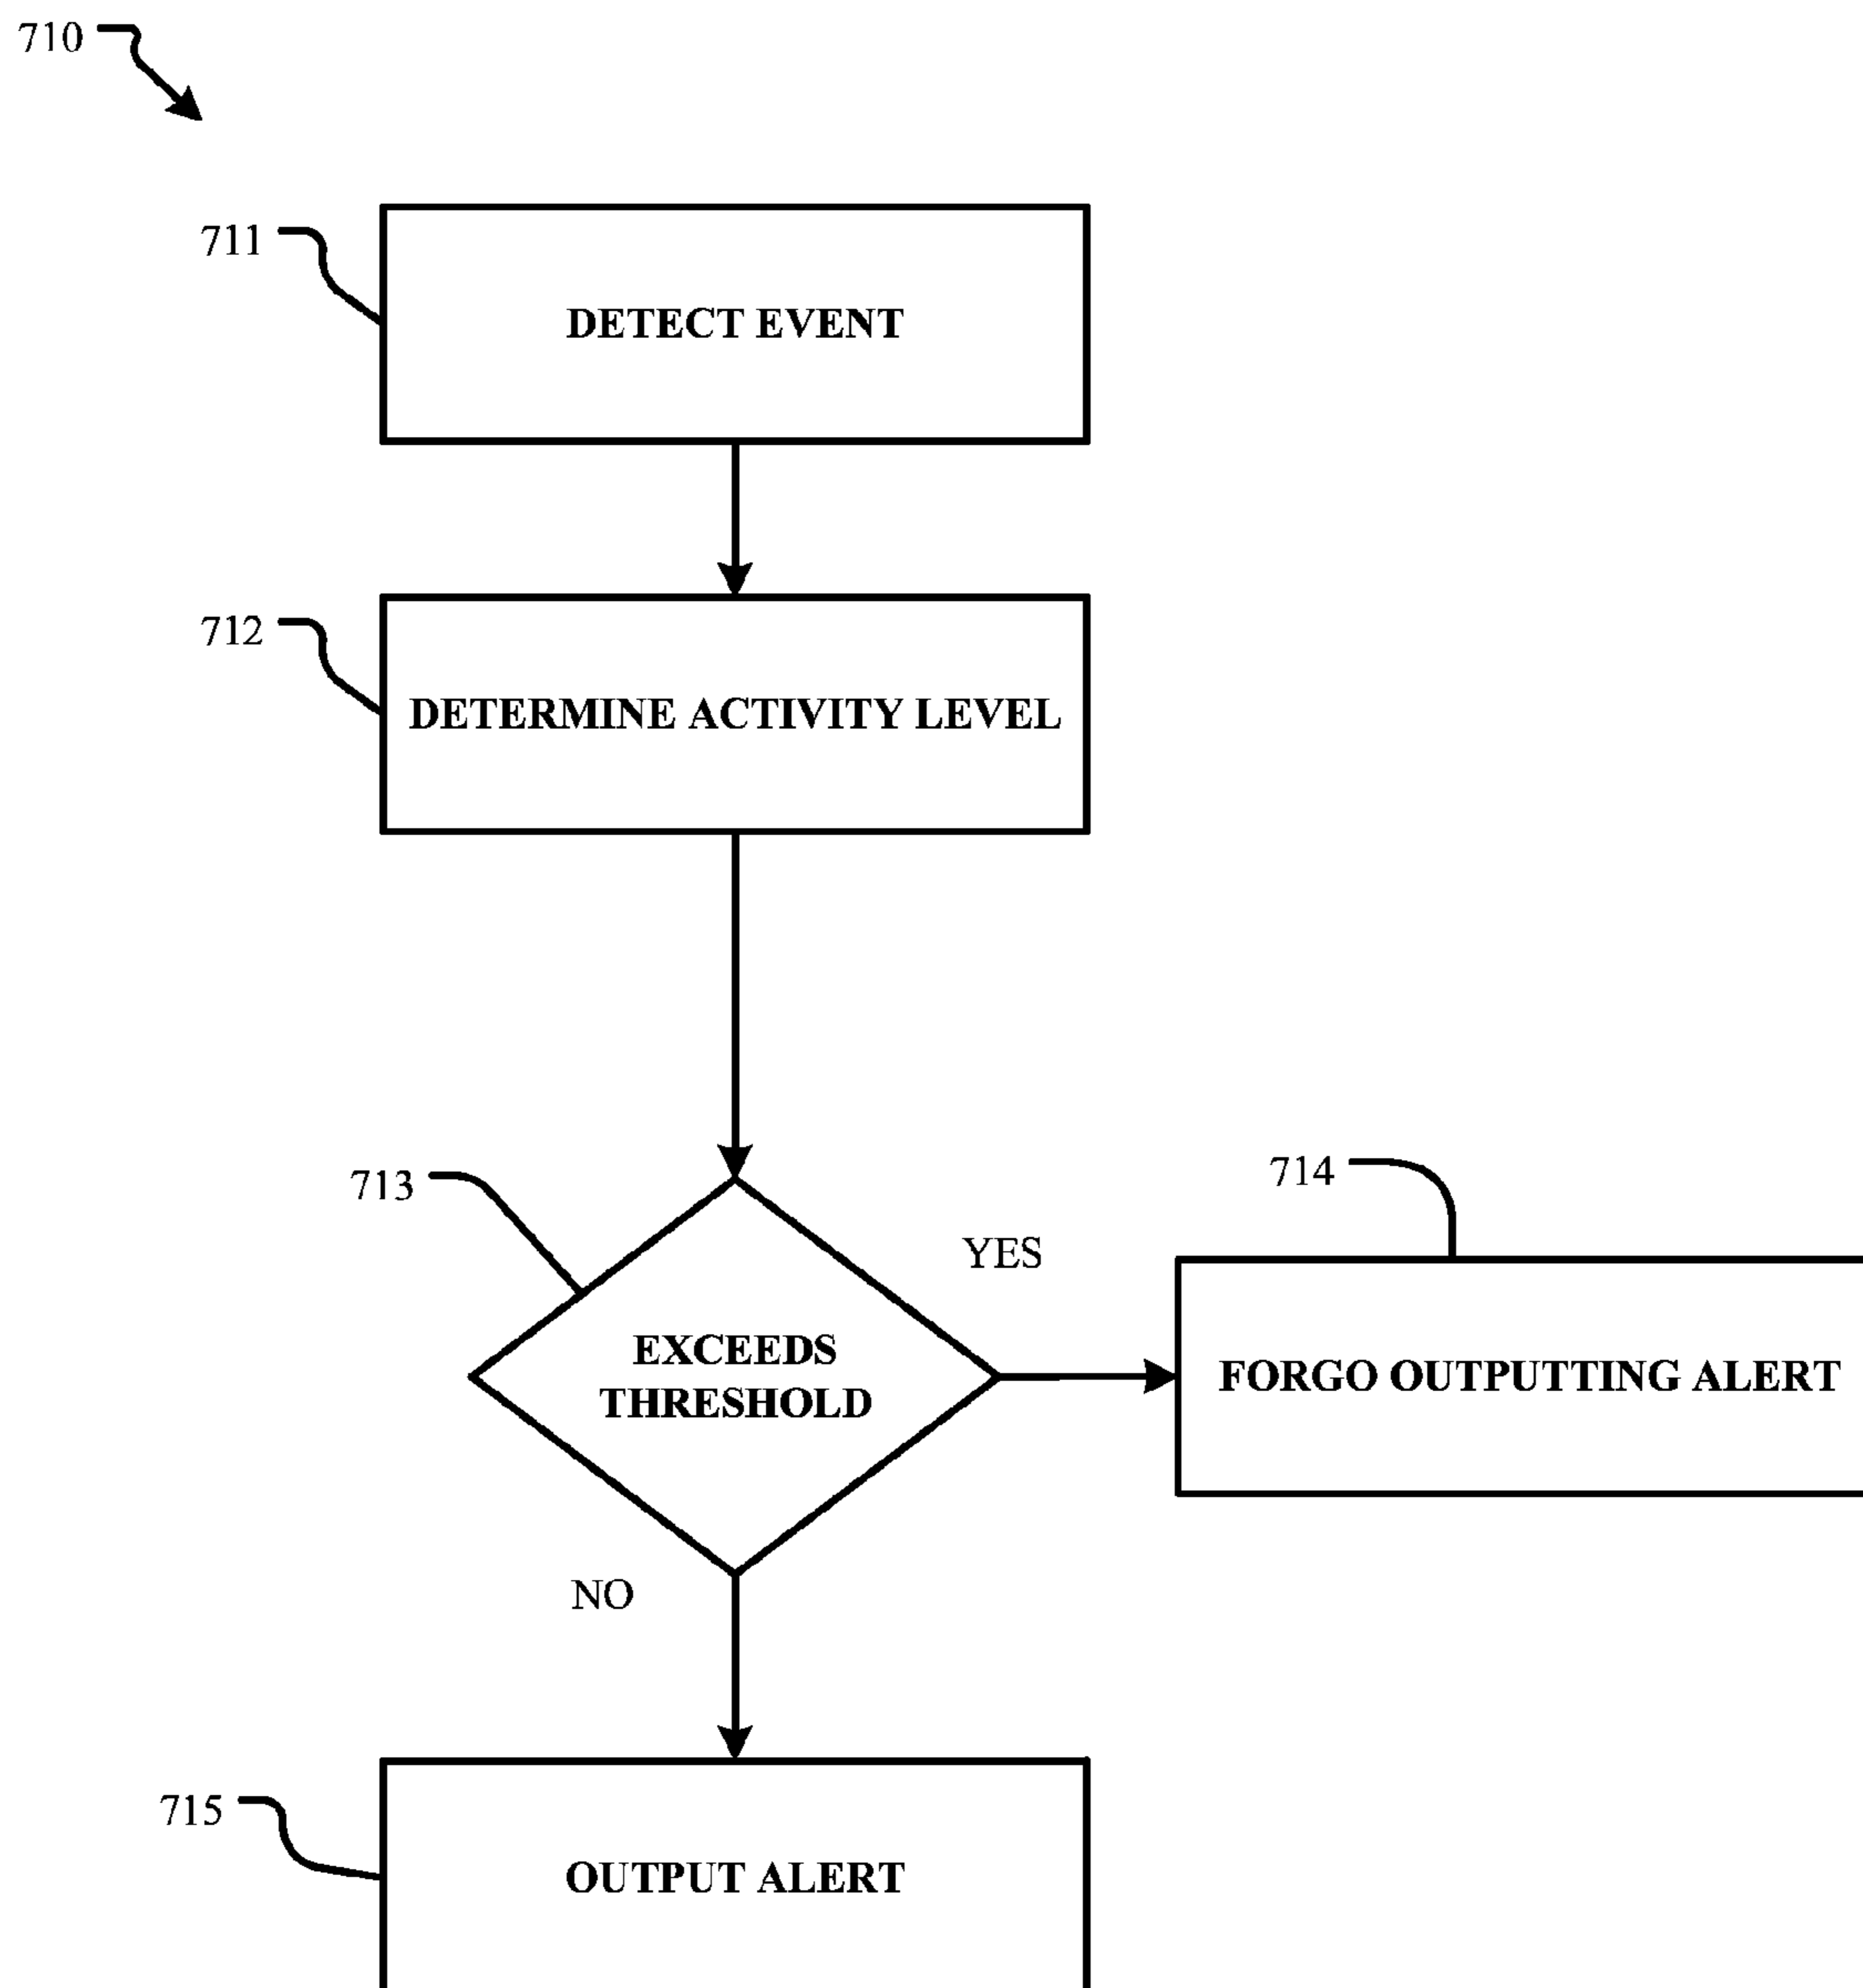 710
711
DETECT EVENT
712
DETERMINE ACTIVITY LEVEL
713
714
YES
EXCEEDS
THRESHOLD
FORGO OUTPUTTING ALERT
NO
715
OUTPUT ALERT